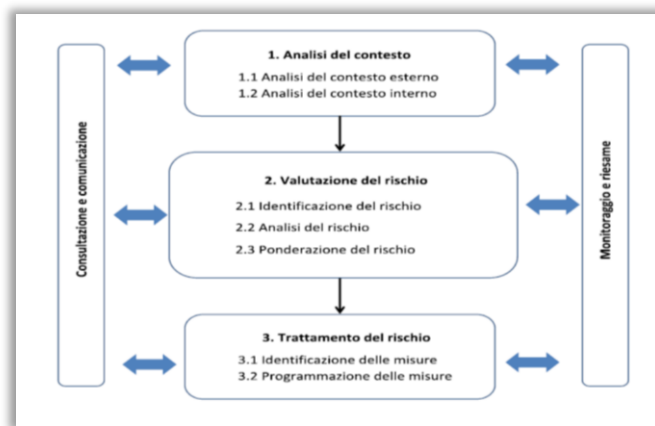 Consultazione e comunicazione
1. Analisi del contesto
1.1 Analisi del contesto esterno
1.2 Analisi del contesto interno
2. Valutazione del rischio
2.1 Identificazione del rischio
2.2 Analisi del rischio
2.3 Ponderazione del rischio
3. Trattamento del rischio
3.1 Identificazione delle misure
3.2 Programmazione delle misure
Monitoraggio e riesame